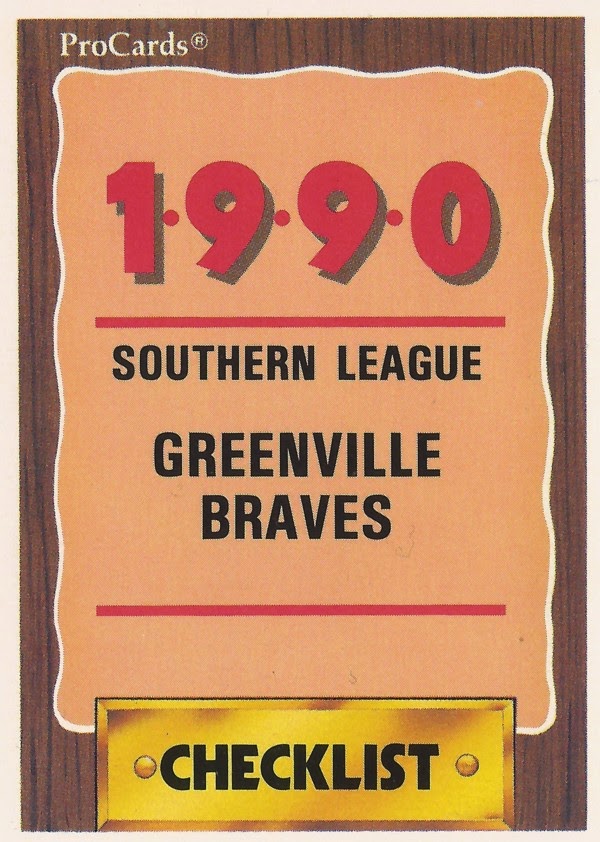 ProCards®
1·9·9·0
SOUTHERN LEAGUE
GREENVILLE
BRAVES
CHECKLIST